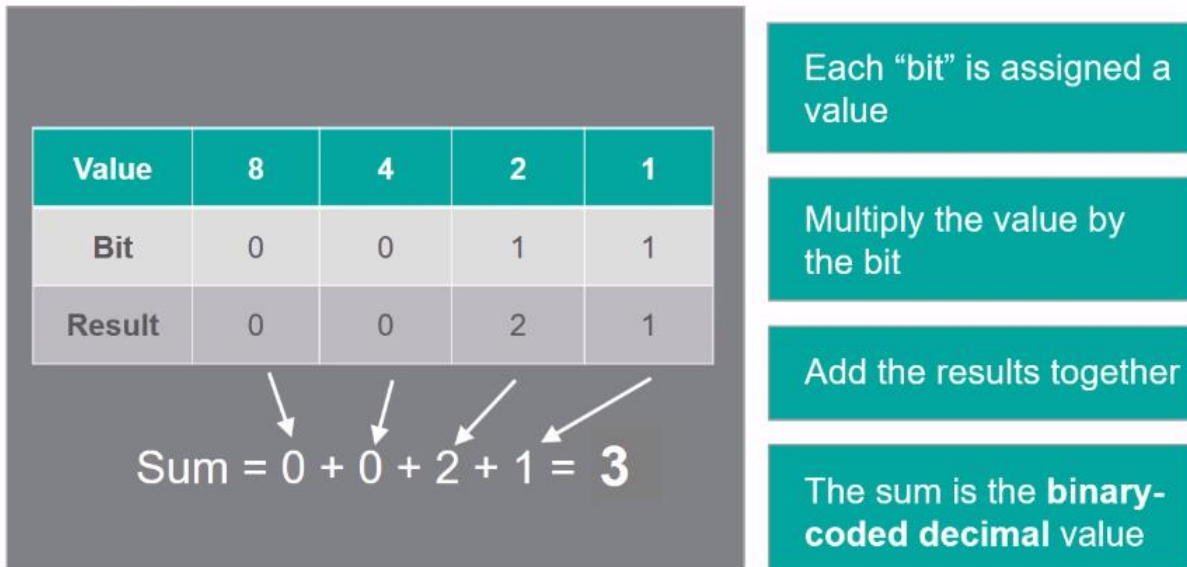 Value 8 4 2 1
Bit 0 0 1 1
Result 0 0 2 1
Sum = 0 + 0 + 2 + 1 = 3
Each “bit” is assigned a
value
Multiply the value by
the bit
Add the results together
The sum is the binary-
coded decimal value